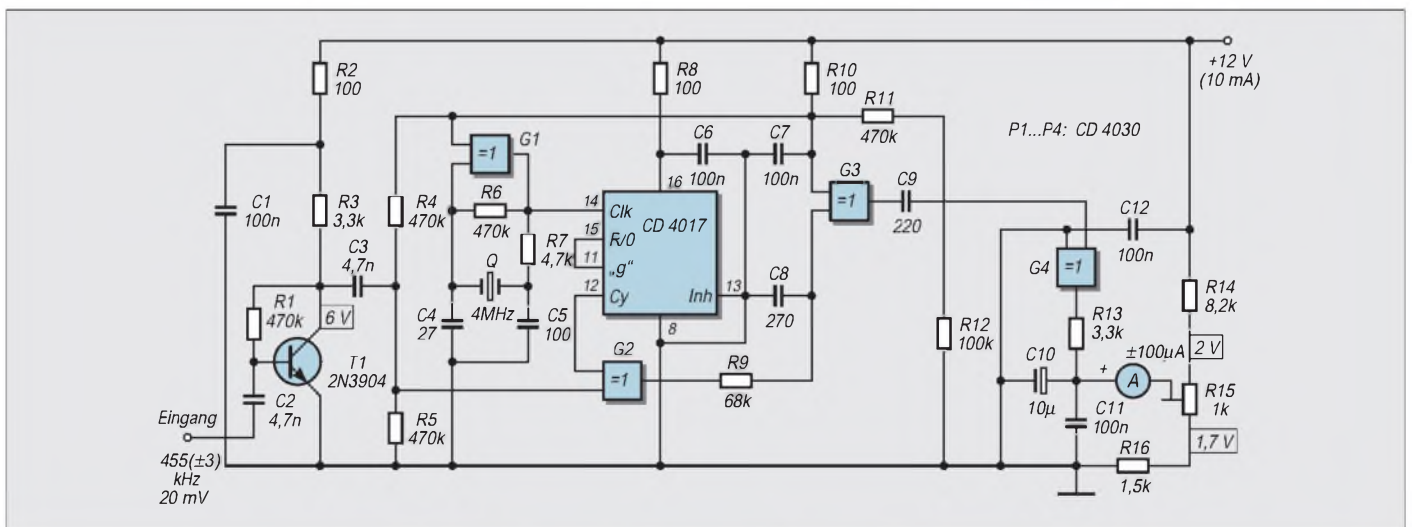 R2
100
R8
100
R10
100
+12 V
(10 mA)
R11
470k
P1...P4: CD 4030
G1
=1
C6
100n
C7
100n
G3
=1
C9
220
C1
100n
R3
3,3k
R4
470k
R6
470k
R7
4,7k
14
15
11
12
16
13
8
Clk
R/0
„g“
Cy
Inh
CD 4017
C12
100n
G4
=1
C3
4,7n
Q
4MHz
C4
27
C5
100
C8
270
R14
8,2k
R1
470k
6 V
R12
100k
R13
3,3k
2 V
T1
2N3904
G2
=1
R9
68k
C10
10µ
±100µA
+
A
R15
1k
C2
4,7n
R5
470k
C11
100n
1,7 V
Eingang
455(±3)
kHz
20 mV
R16
1,5k